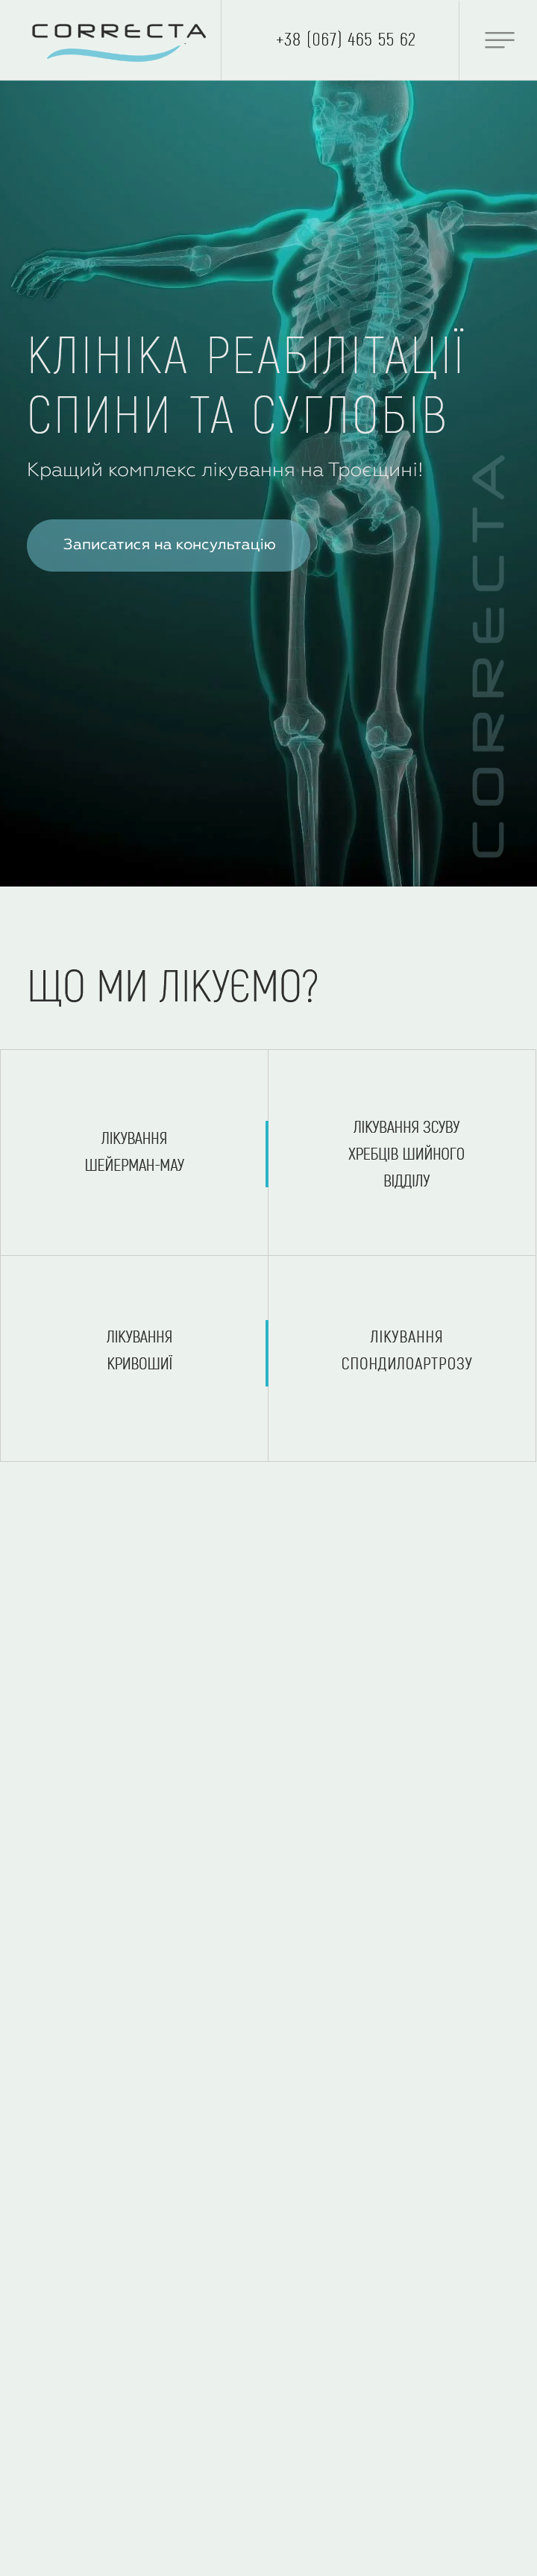 CORRECTA
+38 (067) 465 55 62
КЛІНІКА РЕАБІЛІТАЦІЇ
СПИНИ ТА СУГЛОБІВ
Кращий комплекс лікування на Троєщині!
Записатися на консультацію
CORRECTA
ЩО МИ ЛІКУЄМО?
ЛІКУВАННЯ
ШЕЙЕРМАН-МАУ
ЛІКУВАННЯ ЗСУВУ
ХРЕБЦІВ ШИЙНОГО
ВІДДІЛУ
ЛІКУВАННЯ
КРИВОШИЇ
ЛІКУВАННЯ
СПОНДИЛОАРТРОЗУ